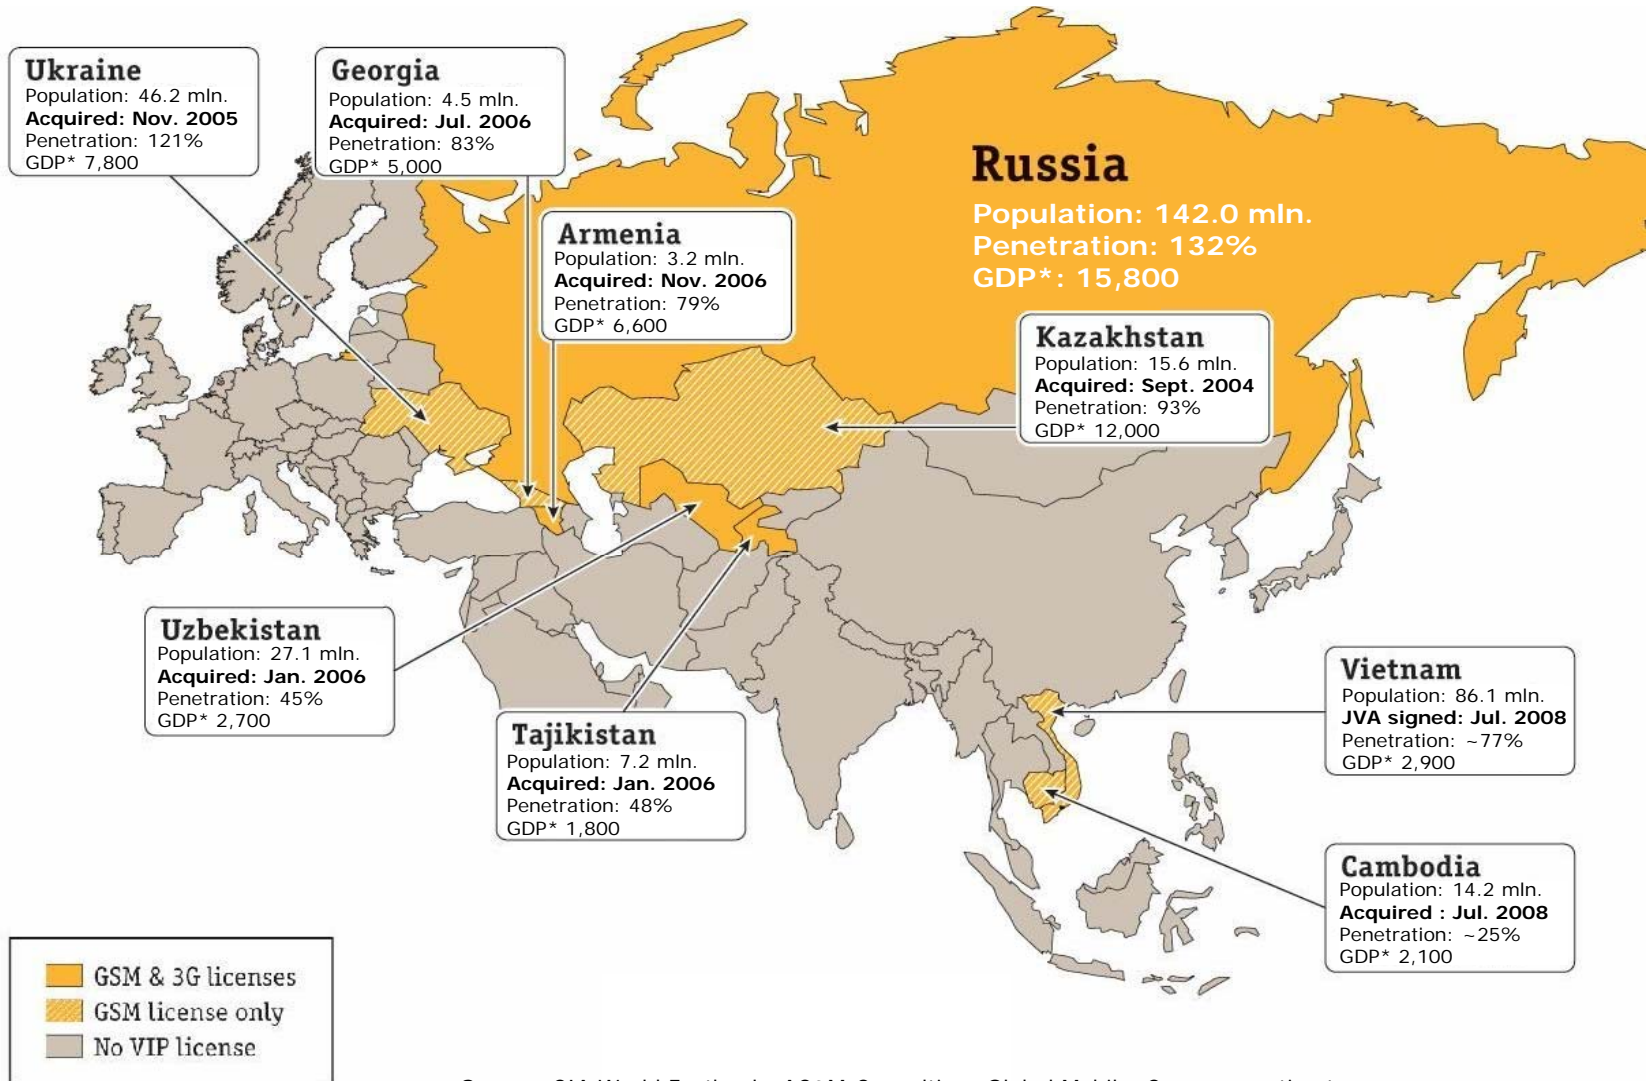 Ukraine
Population: 46.2 mln.
Acquired: Nov. 2005
Penetration: 121%
GDP* 7,800
Georgia
Population: 4.5 mln.
Acquired: Jul. 2006
Penetration: 83%
GDP* 5,000
Armenia
Population: 3.2 mln.
Acquired: Nov. 2006
Penetration: 79%
GDP* 6,600
Russia
Population: 142.0 mln.
Penetration: 132%
GDP*: 15,800
Kazakhstan
Population: 15.6 mln.
Acquired: Sept. 2004
Penetration: 93%
GDP* 12,000
Uzbekistan
Population: 27.1 mln.
Acquired: Jan. 2006
Penetration: 45%
GDP* 2,700
Tajikistan
Population: 7.2 mln.
Acquired: Jan. 2006
Penetration: 48%
GDP* 1,800
Vietnam
Population: 86.1 mln.
JVA signed: Jul. 2008
Penetration: ~77%
GDP* 2,900
Cambodia
Population: 14.2 mln.
Acquired : Jul. 2008
Penetration: ~25%
GDP* 2,100
GSM & 3G licenses
GSM license only
No VIP license